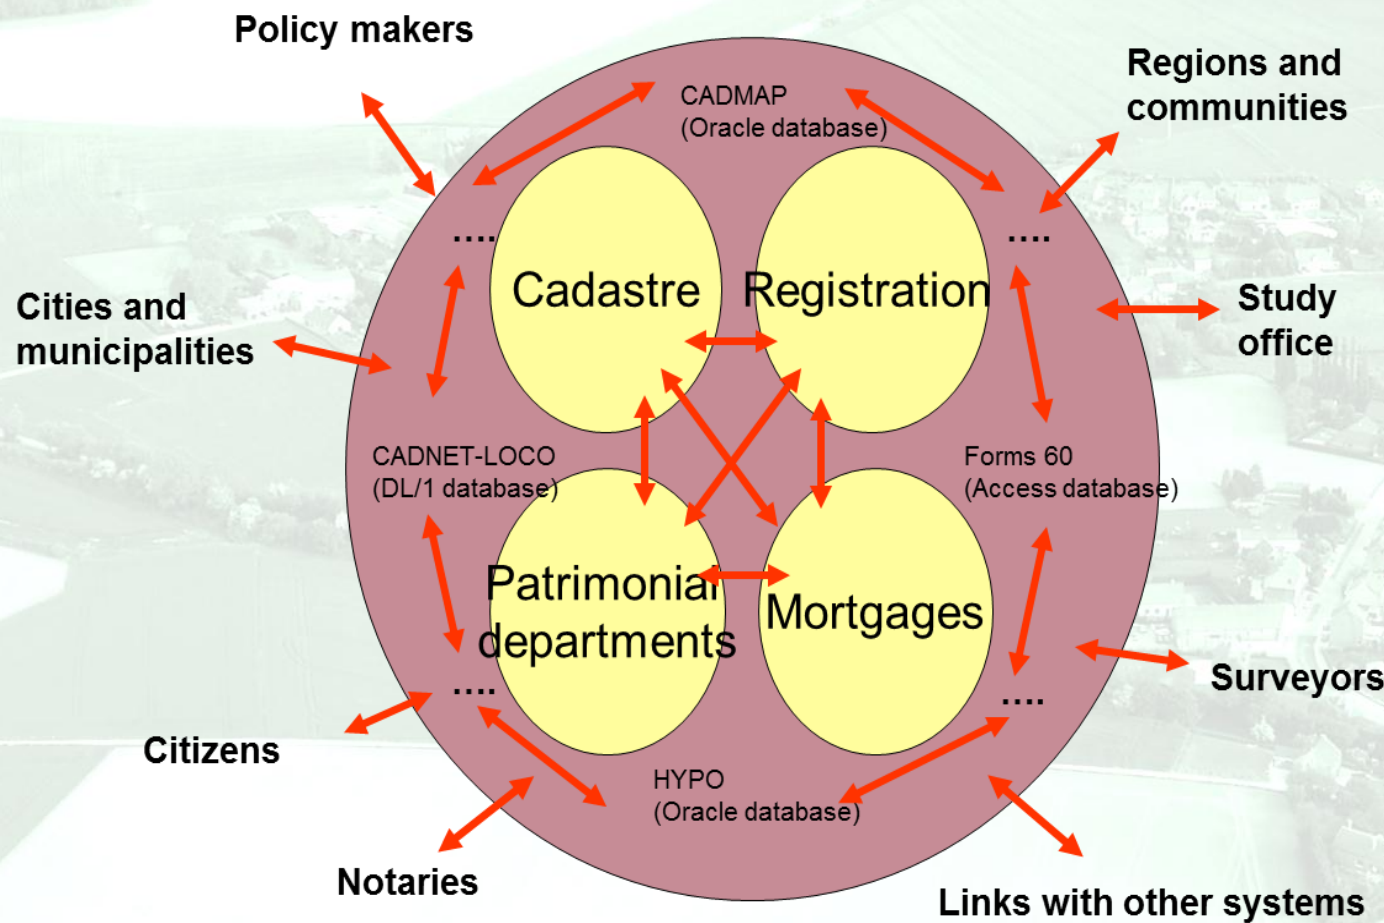 Policy makers
Regions and
communities
CADMAP
(Oracle database)
....
....
Cadastre
Registration
Cities and
municipalities
Study
office
CADNET-LOCO
(DL/1 database)
Forms 60
(Access database)
Patrimonial
departments
Mortgages
....
....
Surveyors
Citizens
HYPO
(Oracle database)
Notaries
Links with other systems